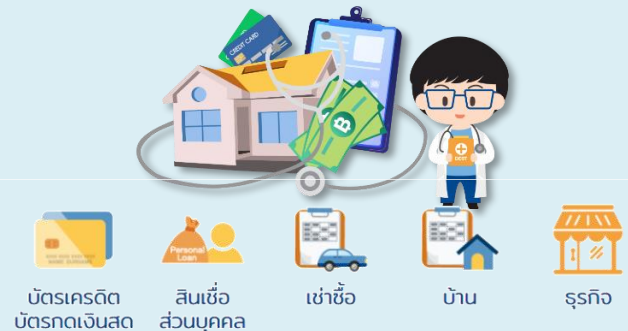 CREDIT CARD
฿
DEBT
Personal
Loan
บัตรเครดิต
บัตรกดเงินสด
สินเชื่อ
ส่วนบุคคล
เช่าซื้อ
บ้าน
ธุรกิจ